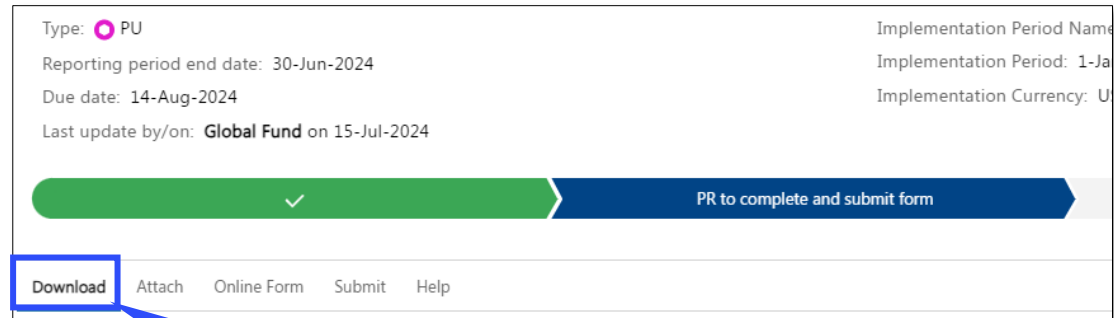 Type: PU
Implementation Period Name
Reporting period end date: 30-Jun-2024
Implementation Period: 1-Ja
Due date: 14-Aug-2024
Implementation Currency: U
Last update by/on: Global Fund on 15-Jul-2024
PR to complete and submit form
Download Attach Online Form Submit Help